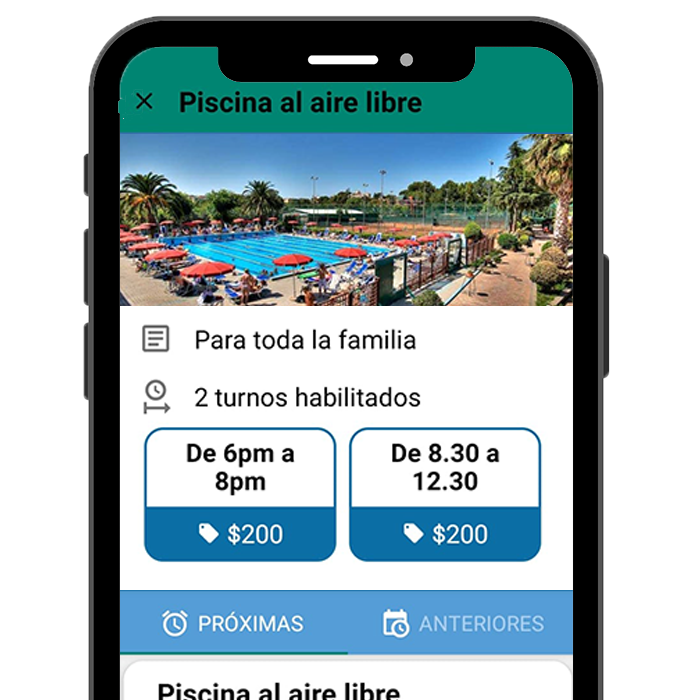 Piscina al aire libre
Para toda la familia
2 turnos habilitados
De 6pm a
8pm
$200
De 8.30 a
12.30
$200
PRÓXIMAS
ANTERIORES
Piscina al aire libre